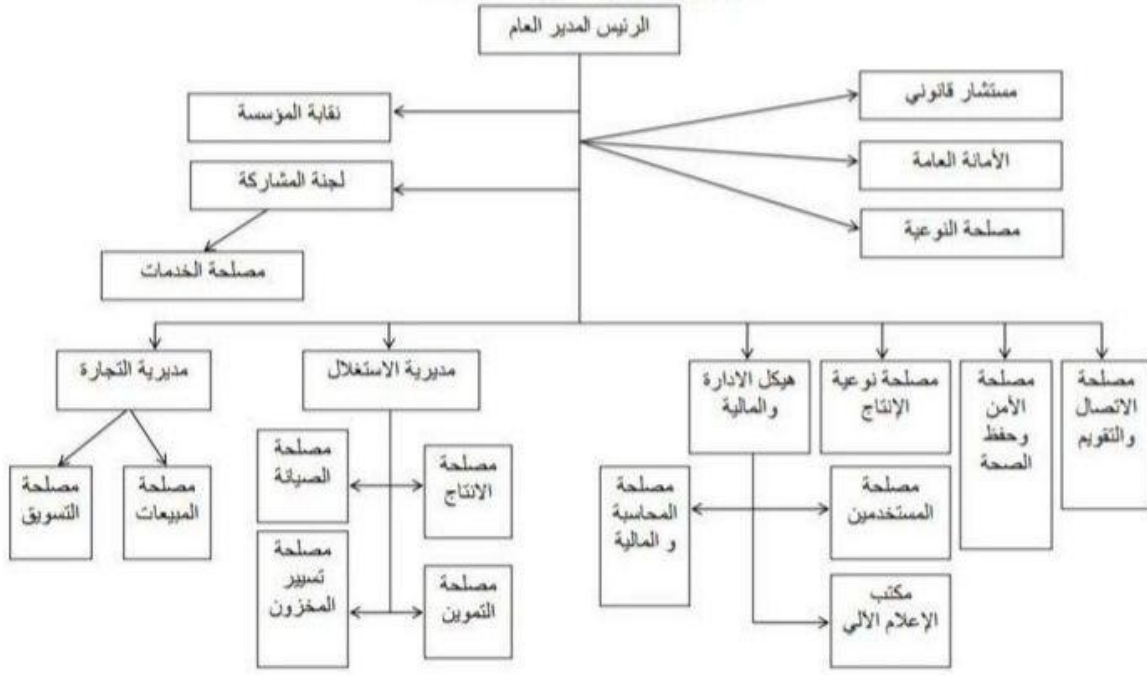 الرئيس المدير العام
مستشار قانوني
نقابة المؤسسة
الأمانة العامة
لجنة المشاركة
مصلحة النوعية
مصلحة الخدمات
مصلحة
الاتصال
والتقويم
مصلحة
الأمن
وحفظ
الصحة
مصلحة نوعية
الإنتاج
هيكل الادارة
والمالية
مديرية الاستغلال
مديرية التجارة
مصلحة
المستخدمين
مصلحة
المحاسبة
و المالية
مكتب
الإعلام الآلي
مصلحة
الانتاج
مصلحة
الصيانة
مصلحة
التموين
مصلحة
تسيير
المخزون
مصلحة
المبيعات
مصلحة
التسويق